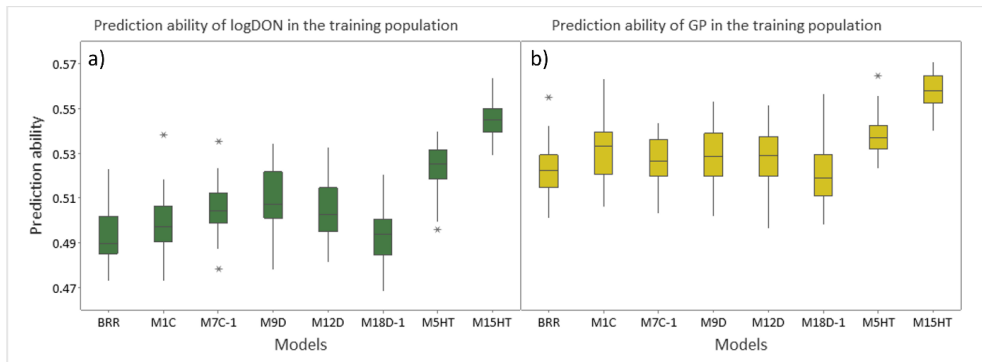 Prediction ability of logDON in the training population
Prediction ability of GP in the training population
a)
b)
Prediction ability
0.57
0.55
0.53
0.51
0.49
0.47
BRR M1C M7C-1 M9D M12D M18D-1 M5HT M15HT
BRR M1C M7C-1 M9D M12D M18D-1 M5HT M15HT
Models
Models